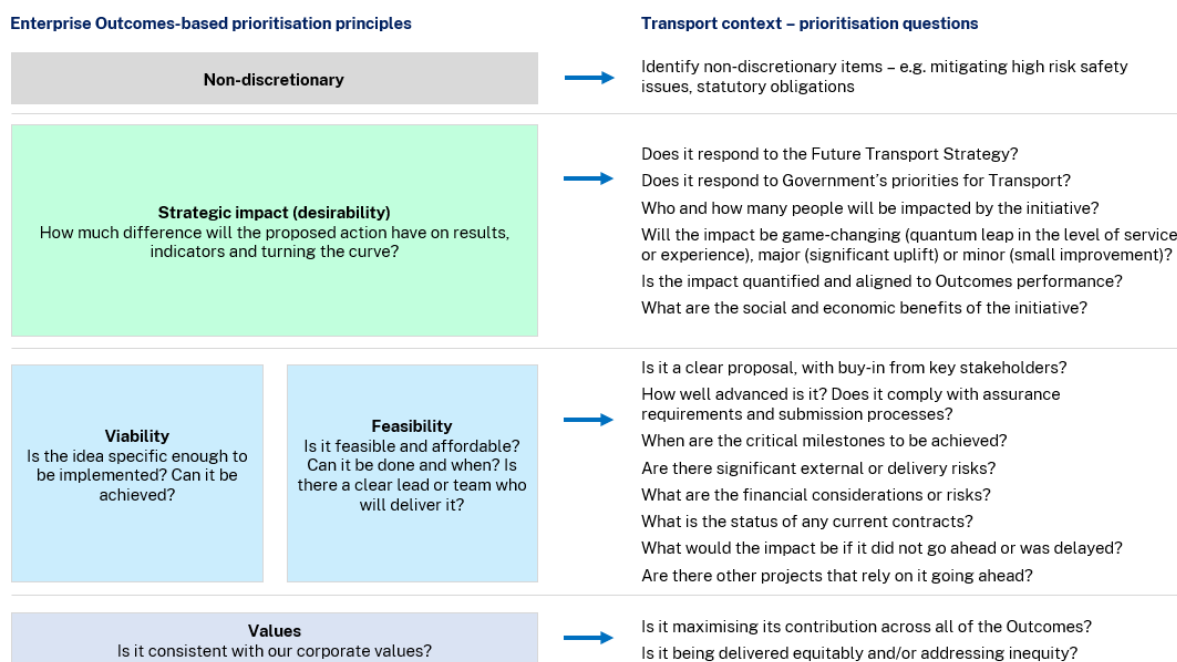 Enterprise Outcomes-based prioritisation principles
Transport context – prioritisation questions
Non-discretionary
Identify non-discretionary items – e.g. mitigating high risk safety
issues, statutory obligations
Strategic impact (desirability)
How much difference will the proposed action have on results,
indicators and turning the curve?
Does it respond to the Future Transport Strategy?
Does it respond to Government's priorities for Transport?
Who and how many people will be impacted by the initiative?
Will the impact be game-changing (quantum leap in the level of service
or experience), major (significant uplift) or minor (small improvement)?
Is the impact quantified and aligned to Outcomes performance?
What are the social and economic benefits of the initiative?
Viability
Is the idea specific enough to
be implemented? Can it be
achieved?
Feasibility
Is it feasible and affordable?
Can it be done and when? Is
there a clear lead or team who
will deliver it?
Is it a clear proposal, with buy-in from key stakeholders?
How well advanced is it? Does it comply with assurance
requirements and submission processes?
When are the critical milestones to be achieved?
Are there significant external or delivery risks?
What are the financial considerations or risks?
What is the status of any current contracts?
What would the impact be if it did not go ahead or was delayed?
Are there other projects that rely on it going ahead?
Values
Is it consistent with our corporate values?
Is it maximising its contribution across all of the Outcomes?
Is it being delivered equitably and/or addressing inequity?